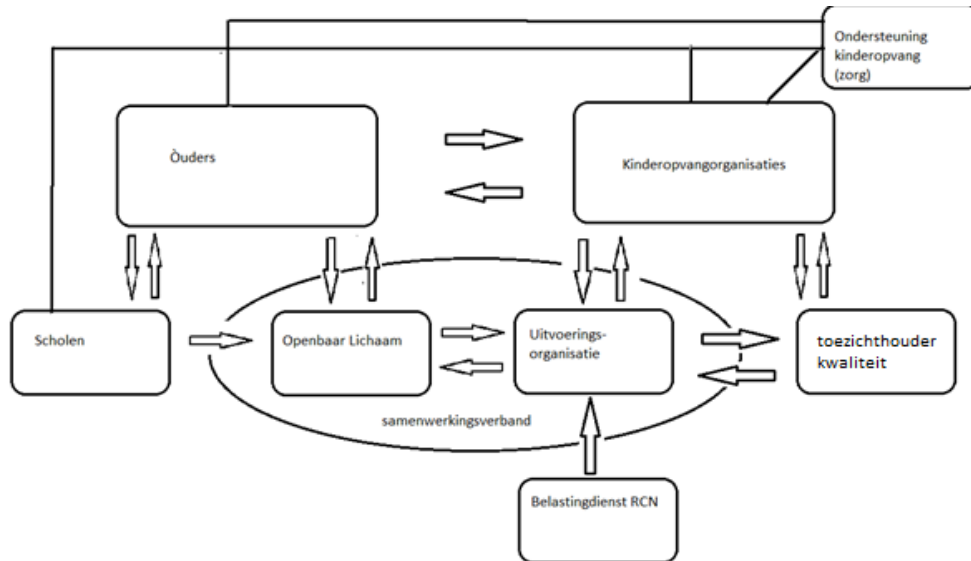 Ondersteuning
kinderopvang
(zorg)
Òuders
Kinderopvangorganisaties
Scholen
Openbaar Lichaam
Uitvoerings-
organisatie
toezichthouder
kwaliteit
samenwerkingsverband
Belastingdienst RCN